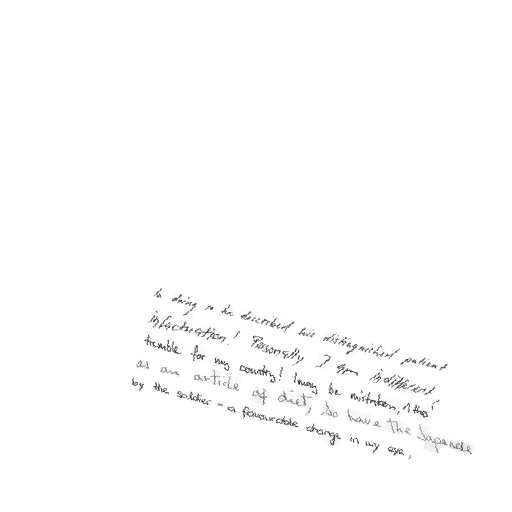 In doing so he described his distinguished patient
infatuation! Personally, I am indifferent,
tremble for my country! I may be mistaken, tho'
as an article of diet, So have the Japanese
by the soldier - a favourable change in my eye,